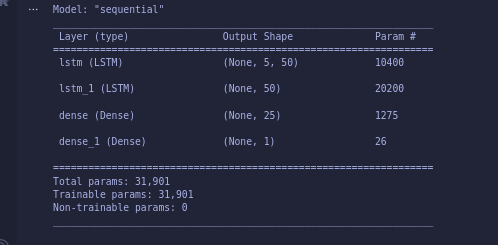 Model: "sequential"
Layer (type) Output Shape Param #
lstm (LSTM) (None, 5, 50) 10400
lstm_1 (LSTM) (None, 50) 20200
dense (Dense) (None, 25) 1275
dense_1 (Dense) (None, 1) 26
Total params: 31,901
Trainable params: 31,901
Non-trainable params: 0